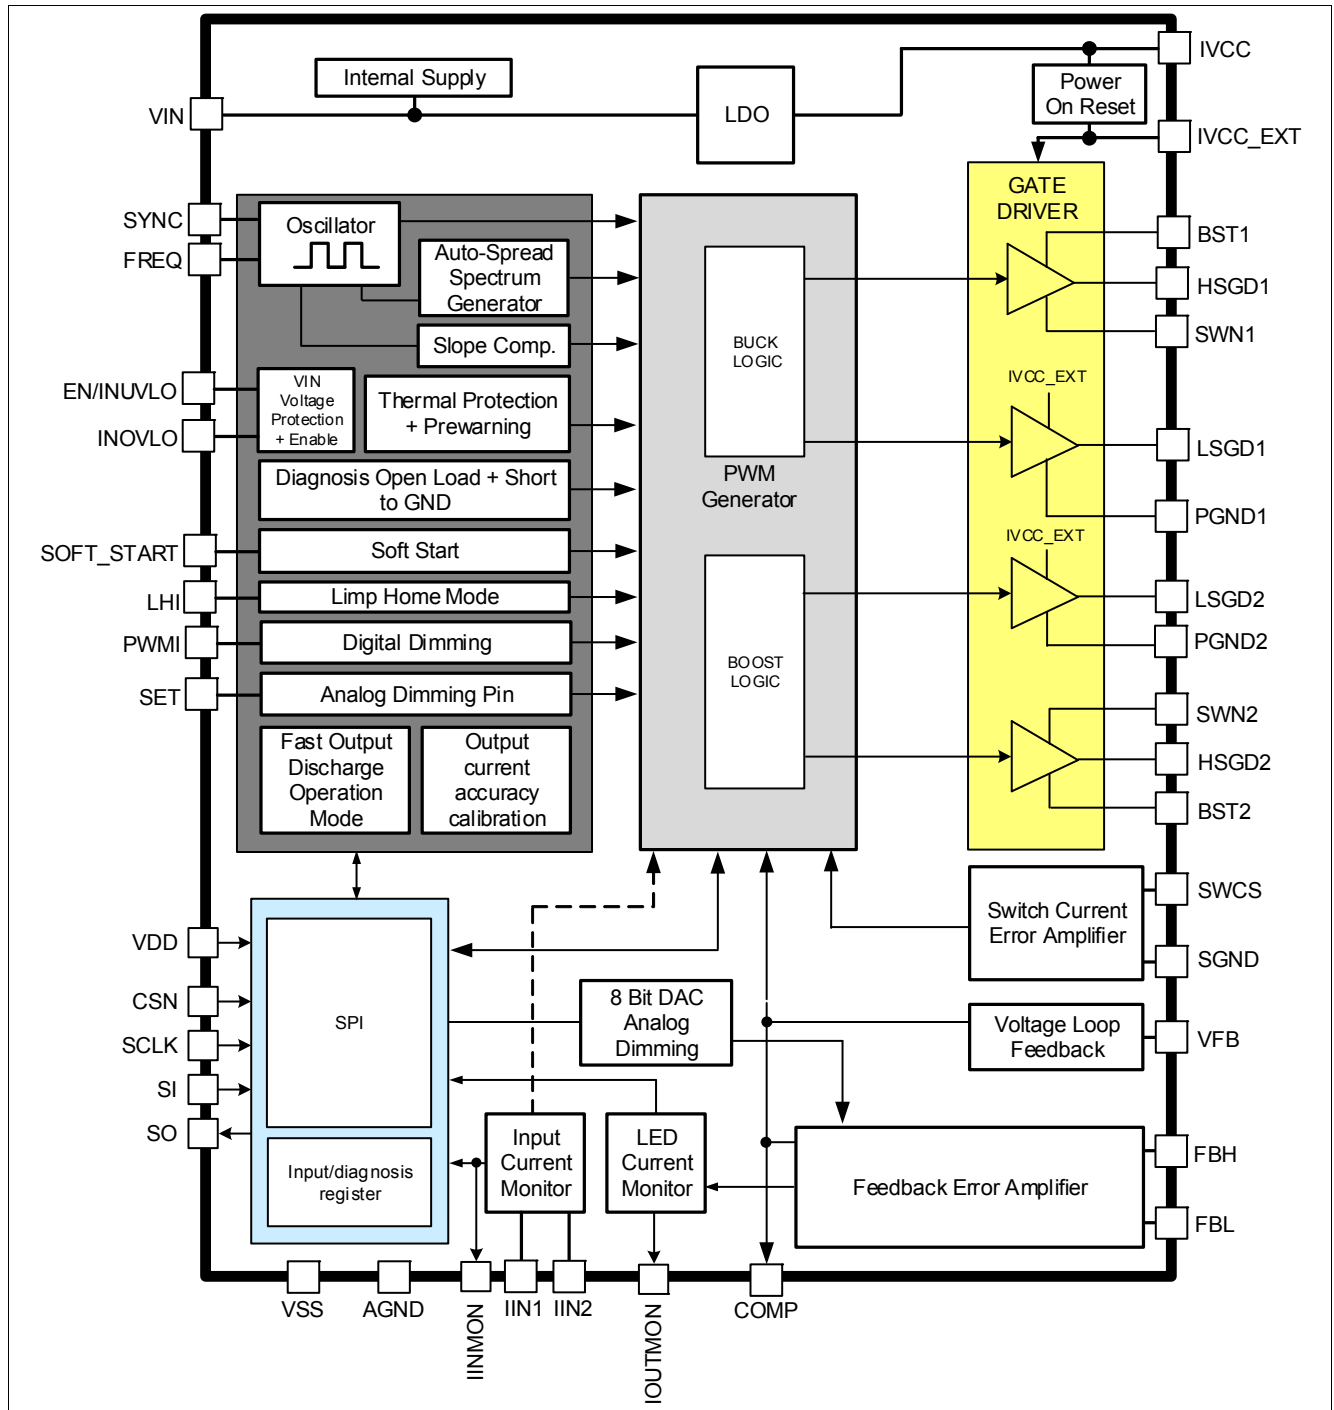 IVCC
Internal Supply
Power
On Reset
VIN
LDO
IVCC_EXT
GATE
DRIVER
SYNC
Oscillator
BST1
FREQ
Auto-Spread
Spectrum
Generator
HSGD1
SWN1
Slope Comp.
BUCK
LOGIC
EN/INUVLO
VIN
Voltage
Protection
+ Enable
Thermal Protection
+ Prewarning
IVCC_EXT
INOVLO
LSGD1
Diagnosis Open Load + Short
to GND
PWM
Generator
PGND1
IVCC_EXT
SOFT_START
Soft Start
LHI
Limp Home Mode
LSGD2
PWMI
Digital Dimming
PGND2
BOOST
LOGIC
SET
Analog Dimming Pin
SWN2
Fast Output
Discharge
Operation
Mode
Output
current
accuracy
calibration
HSGD2
BST2
SWCS
Switch Current
Error Amplifier
VDD
SGND
CSN
SPI
8 Bit DAC
Analog
Dimming
SCLK
Voltage Loop
Feedback
VFB
SI
SO
Input
Current
Monitor
LED
Current
Monitor
FBH
Input/diagnosis
register
Feedback Error Amplifier
FBL
VSS
AGND
IINMON
IIN1
IIN2
IOUTMON
COMP